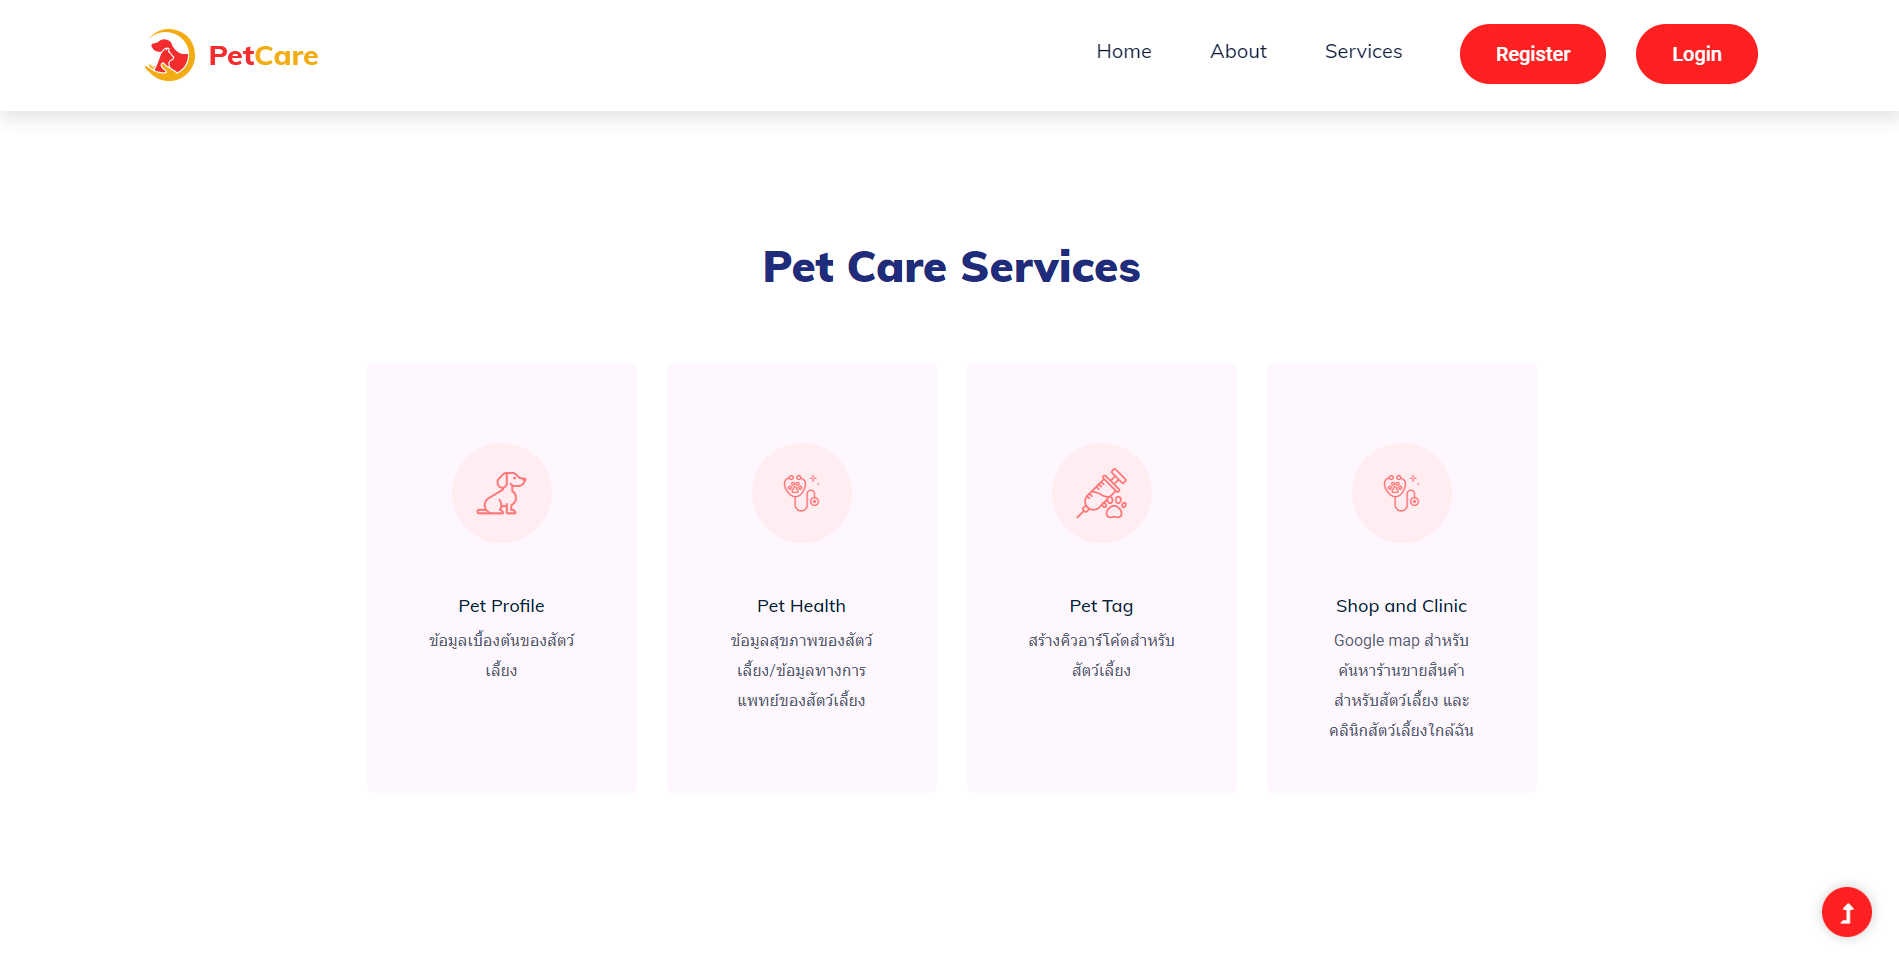 PetCare
Home
About
Services
Register
Login
Pet Care Services
Pet Profile
ข้อมูลเบื้องต้นของสัตว์
เลี้ยง
Pet Health
ข้อมูลสุขภาพของสัตว์
เลี้ยง/ข้อมูลทางการ
แพทย์ของสัตว์เลี้ยง
Pet Tag
สร้างคิวอาร์โค้ดสำหรับ
สัตว์เลี้ยง
Shop and Clinic
Google map สำหรับ
ค้นหาร้านขายสินค้า
สำหรับสัตว์เลี้ยง และ
คลินิกสัตว์เลี้ยงใกล้ฉัน